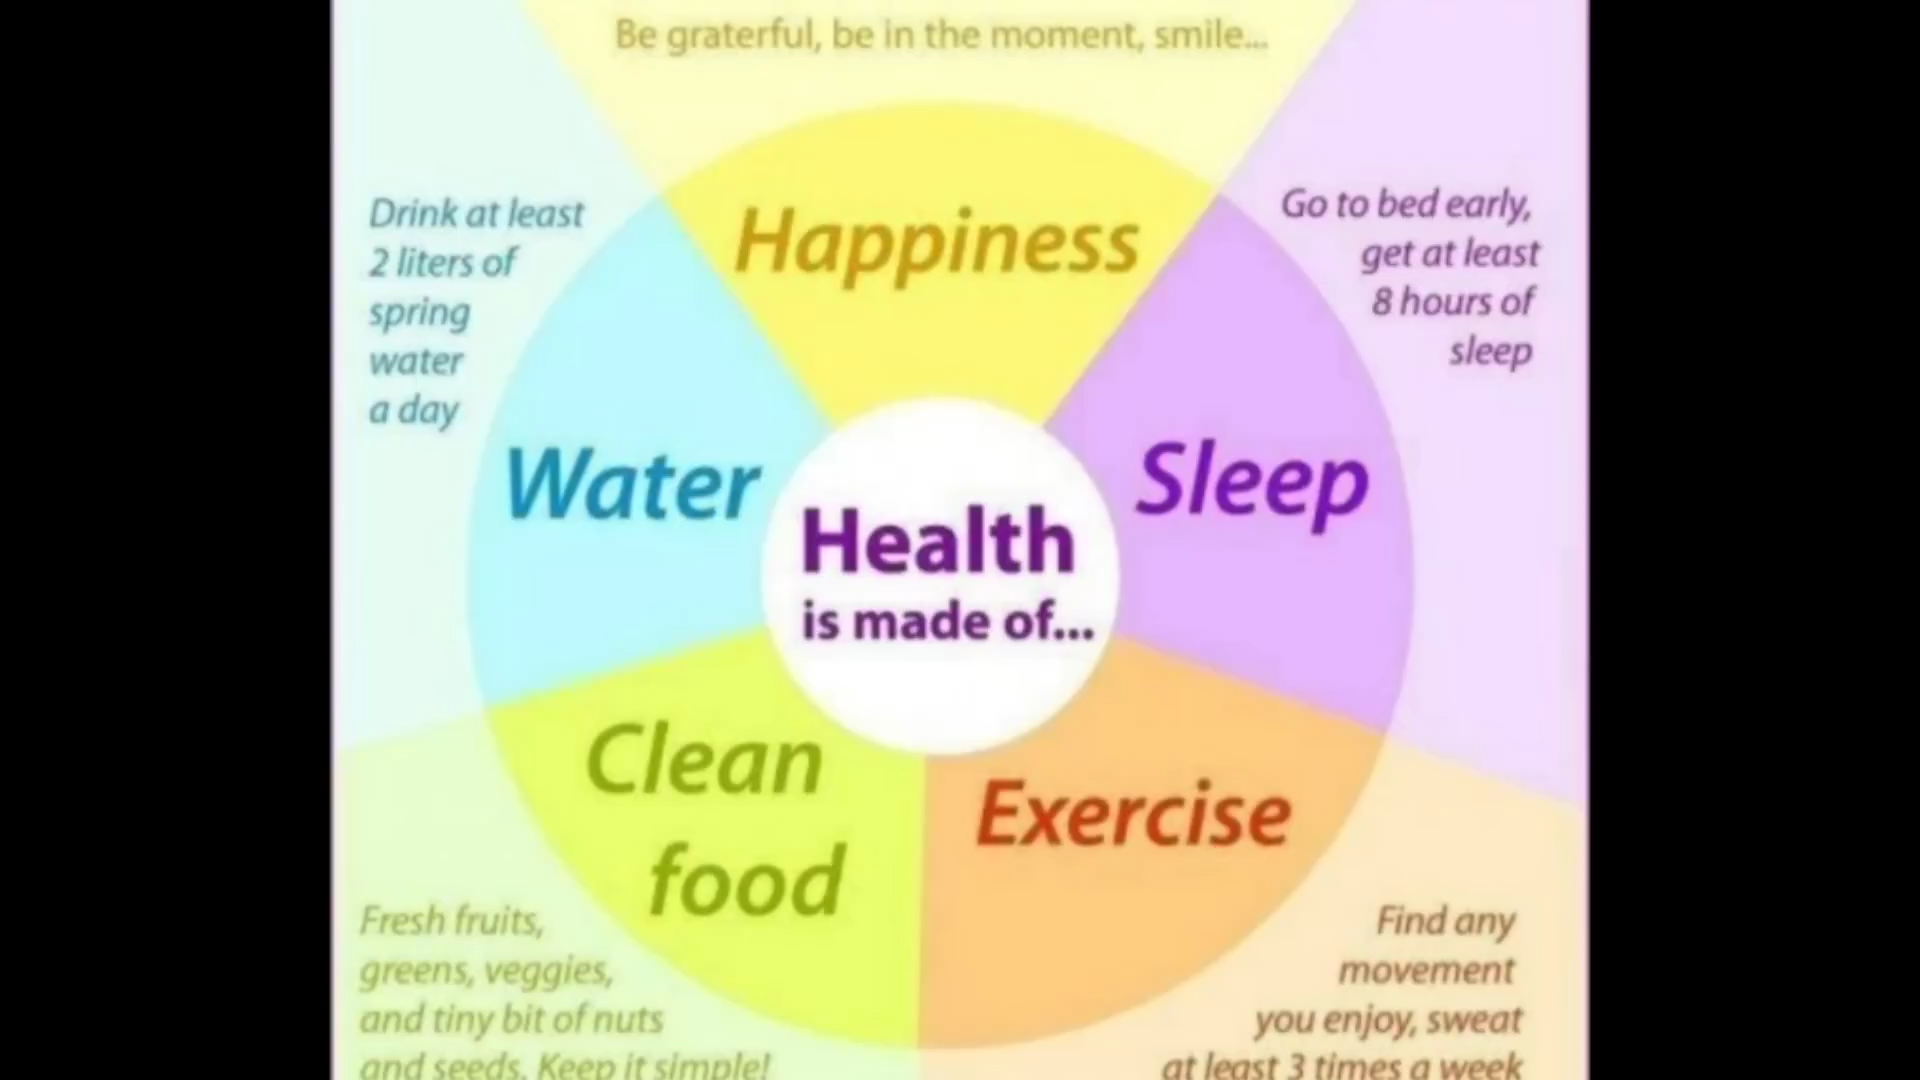 Be graterful, be in the moment, smile...
Happiness
Drink at least
2 liters of
spring
water
a day
Water
Go to bed early,
get at least
8 hours of
sleep
Sleep
Health
is made of...
Clean
food
Fresh fruits,
greens, veggies,
and tiny bit of nuts
and seeds. Keep it simple!
Exercise
Find any
movement
you enjoy, sweat
at least 3 times a week